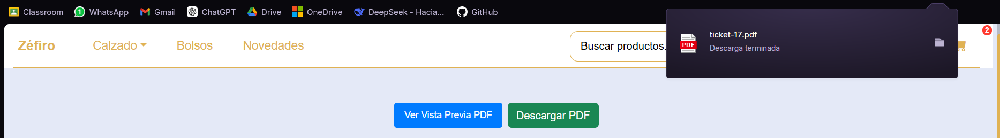 Classroom WhatsApp Gmail ChatGPT Drive OneDrive DeepSeek - Hacia... GitHub
Zéfiro Calzado Bolsos Novedades Buscar productos. 2
ticket-17.pdf
PDF Descarga terminada
Ver Vista Previa PDF Descargar PDF